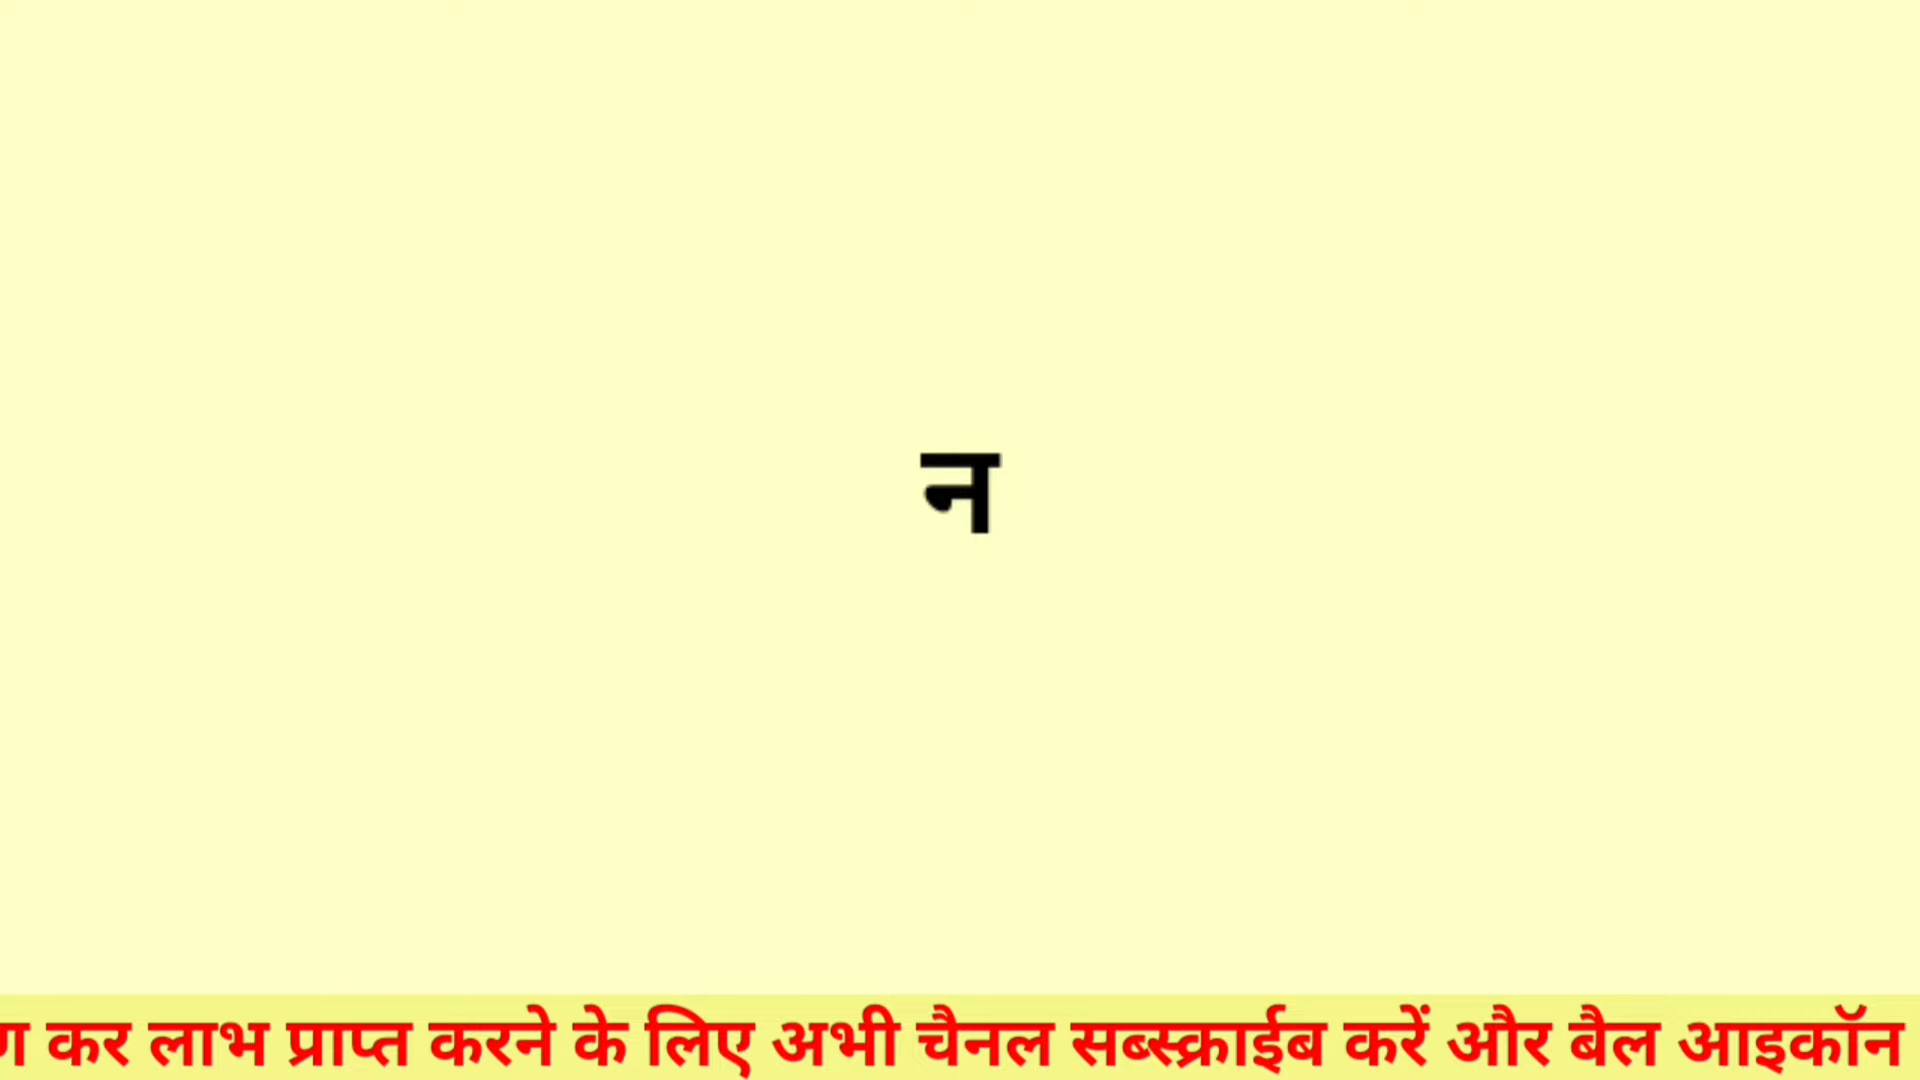 न
कर लाभ प्राप्त करने के लिए अभी चैनल सब्स्क्राईब करें और बैल आइकॉन